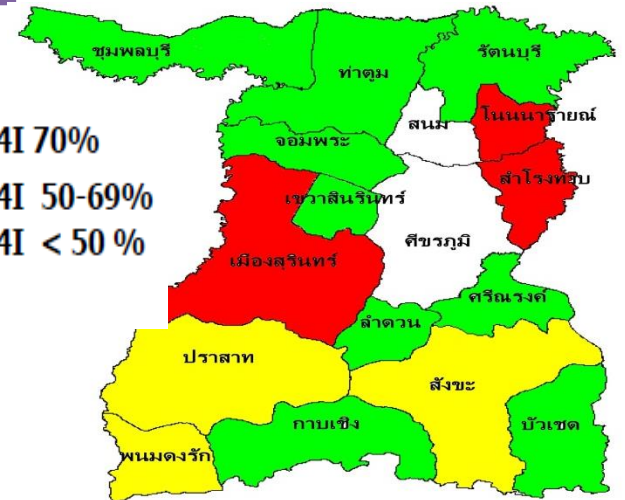 ชุมพลบุรี
รัตนบุรี
ท่าตูม
สนม
โนนนารายณ์
4I 70%
จอมพระ
สำโรงทาบ
4I 50-69%
เขวาสินรินทร์
4I < 50 %
ศีขรภูมิ
เมืองสุรินทร์
ศรีณรงค์
ลำดวน
ปราสาท
สังขะ
กาบเชิง
บัวเชด
พนมดงรัก